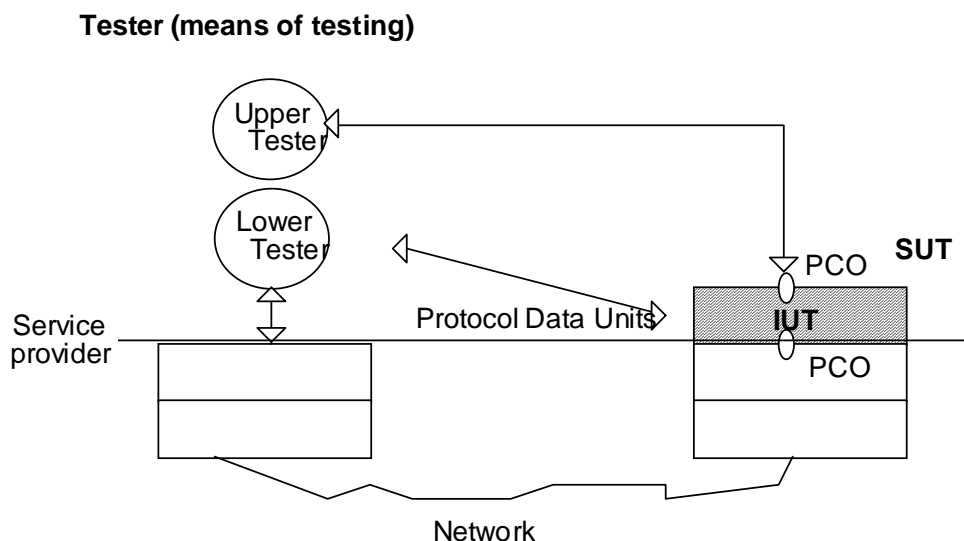 Tester (means of testing)
Upper
Tester
Lower
Tester
PCO
SUT
Service
provider
Protocol Data Units
IUT
PCO
Network